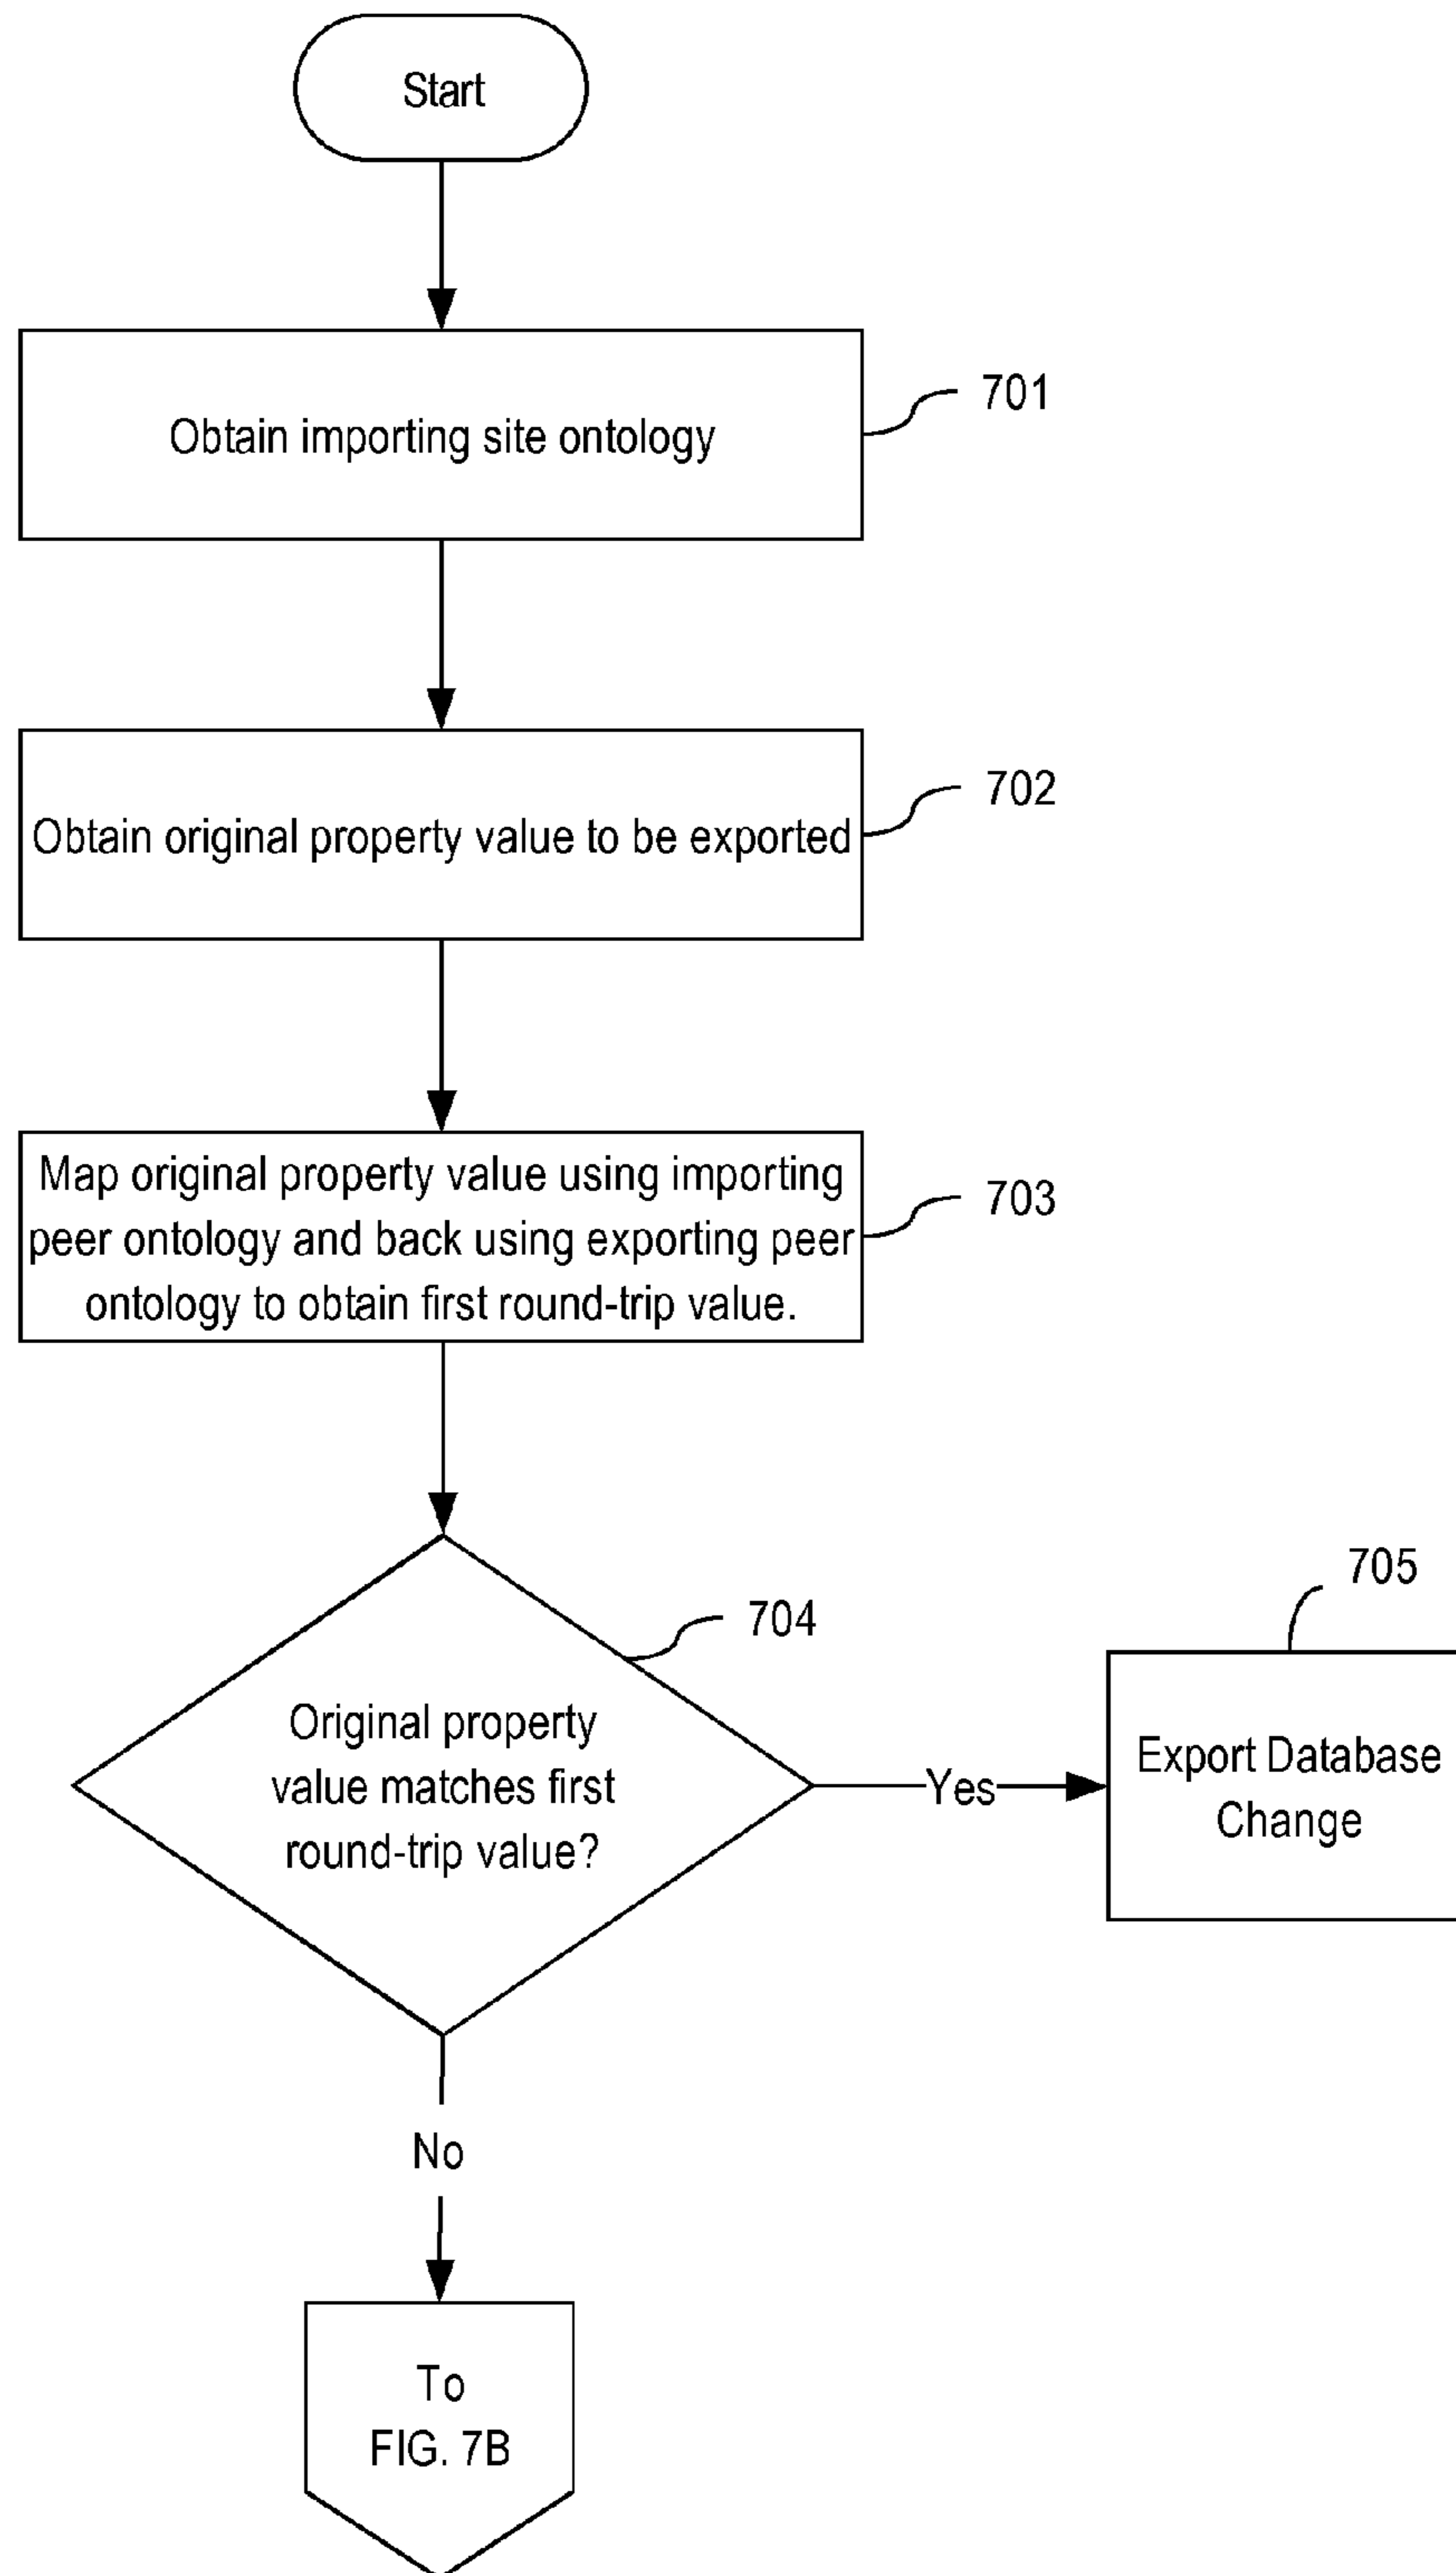 Start
Obtain importing site ontology
701
Obtain original property value to be exported
702
Map original property value using importing
peer ontology and back using exporting peer
ontology to obtain first round-trip value.
703
704
Original property
value matches first
round-trip value?
Yes
705
Export Database
Change
No
To
FIG. 7B